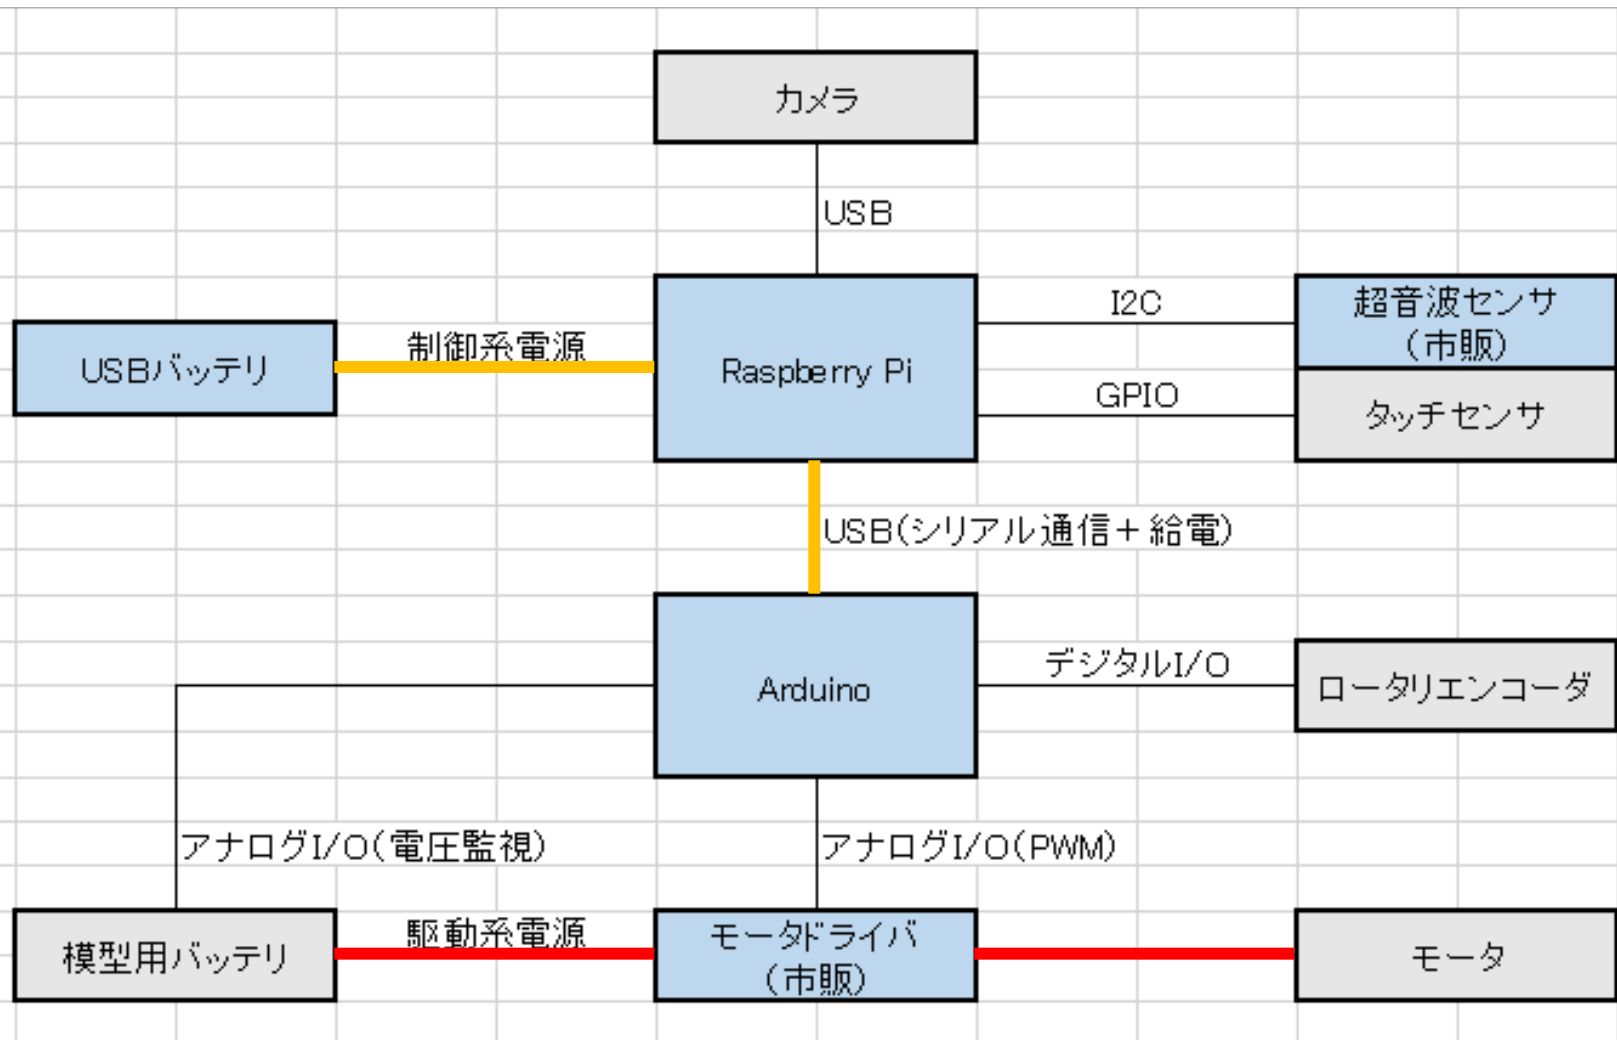 カメラ
USB
I2C
超音波センサ
(市販)
制御系電源
USBバッテリ
Raspberry Pi
GPIO
タッチセンサ
USB(シリアル通信+給電)
デジタルI/O
Arduino
ロータリエンコーダ
アナログI/O(電圧監視)
アナログI/O(PWM)
駆動系電源
模型用バッテリ
モータドライバ
(市販)
モータ